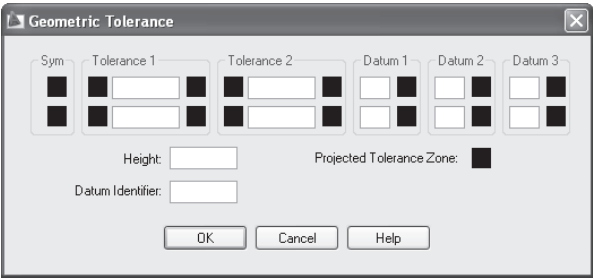 Geometric Tolerance
Sym Tolerance 1 Tolerance 2 Datum 1 Datum 2 Datum 3
Height: Projected Tolerance Zone:
Datum Identifier:
OK Cancel Help